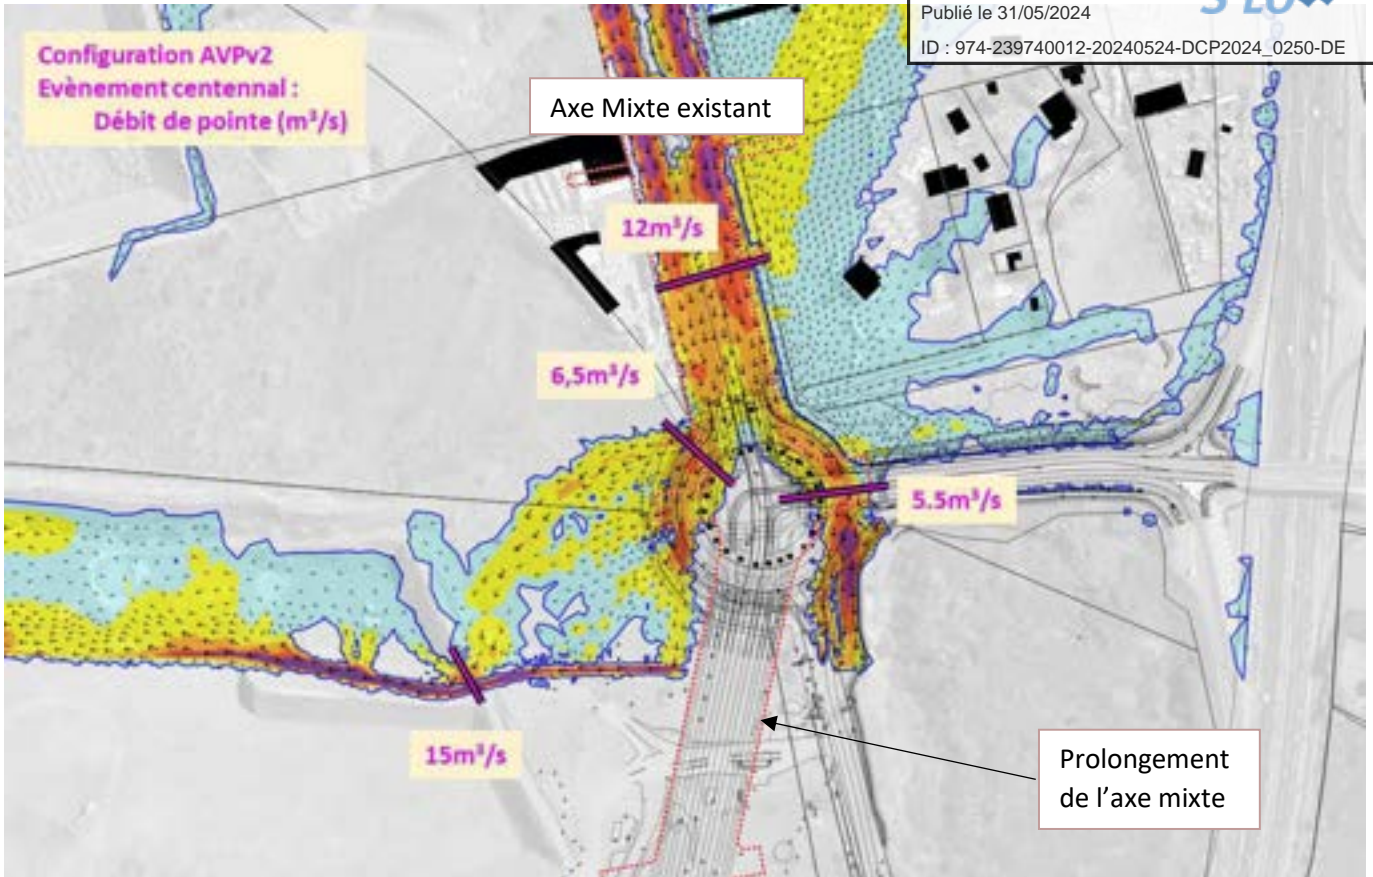 Publié le 31/05/2024
ID : 974-239740012-20240524-DCP2024_0250-DE
Configuration AVPv2
Evènement centennal :
Débit de pointe (m³/s)
Axe Mixte existant
12m³/s
6,5m³/s
5.5m³/s
15m³/s
Prolongement
de l’axe mixte